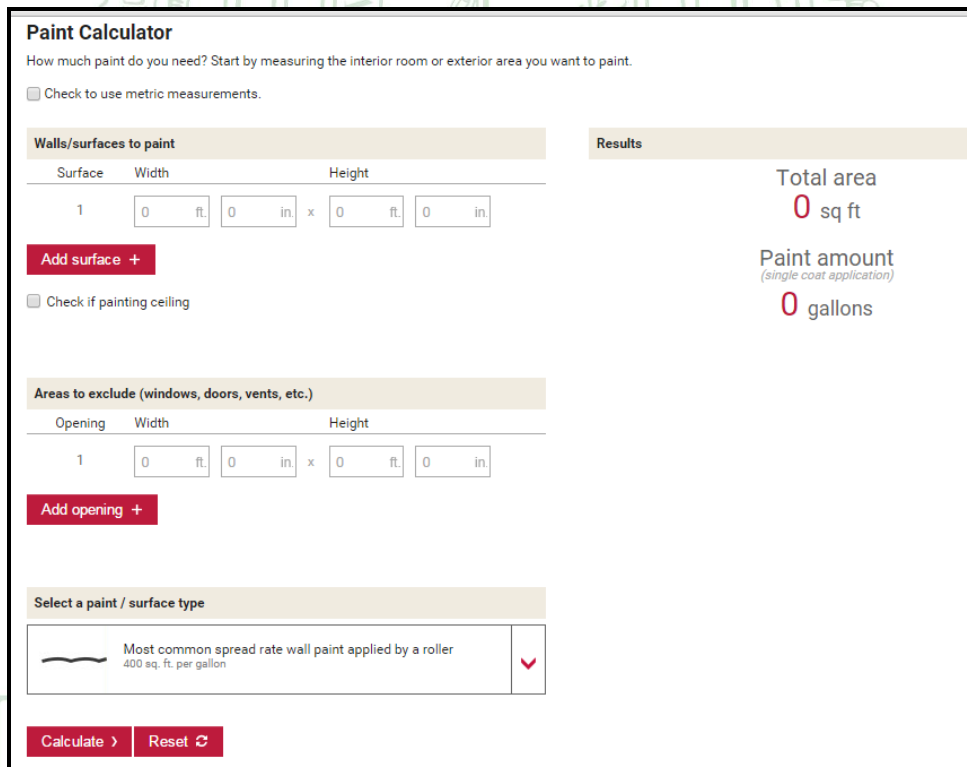 Paint Calculator
How much paint do you need? Start by measuring the interior room or exterior area you want to paint.
Check to use metric measurements.
Walls/surfaces to paint
Surface Width Height
1 0 ft. 0 in. x 0 ft. 0 in.
Add surface +
Check if painting ceiling
Areas to exclude (windows, doors, vents, etc.)
Opening Width Height
1 0 ft. 0 in. x 0 ft. 0 in.
Add opening +
Select a paint / surface type
Most common spread rate wall paint applied by a roller
400 sq. ft. per gallon
Calculate Reset
Results
Total area
0 sq ft
Paint amount
(single coat application)
0 gallons